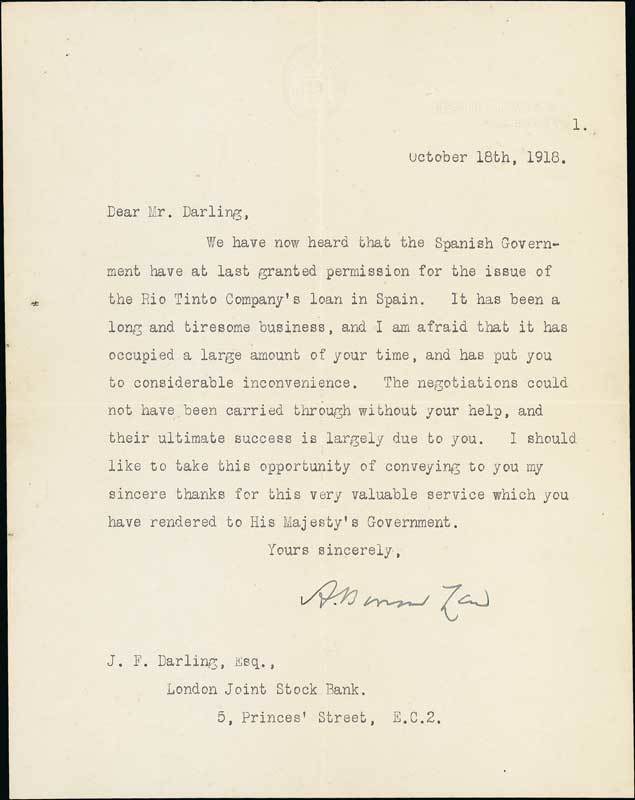 1.
October 18th, 1918.
Dear Mr. Darling,
We have now heard that the Spanish Govern-
ment have at last granted permission for the issue of
the Rio Tinto Company's loan in Spain. It has been a
long and tiresome business, and I am afraid that it has
occupied a large amount of your time, and has put you
to considerable inconvenience. The negotiations could
not have been carried through without your help, and
their ultimate success is largely due to you. I should
like to take this opportunity of conveying to you my
sincere thanks for this very valuable service which you
have rendered to His Majesty's Government.
Yours sincerely,
A. Bonar Law
J. F. Darling, Esq.,
London Joint Stock Bank.
5, Princes' Street, E.C.2.